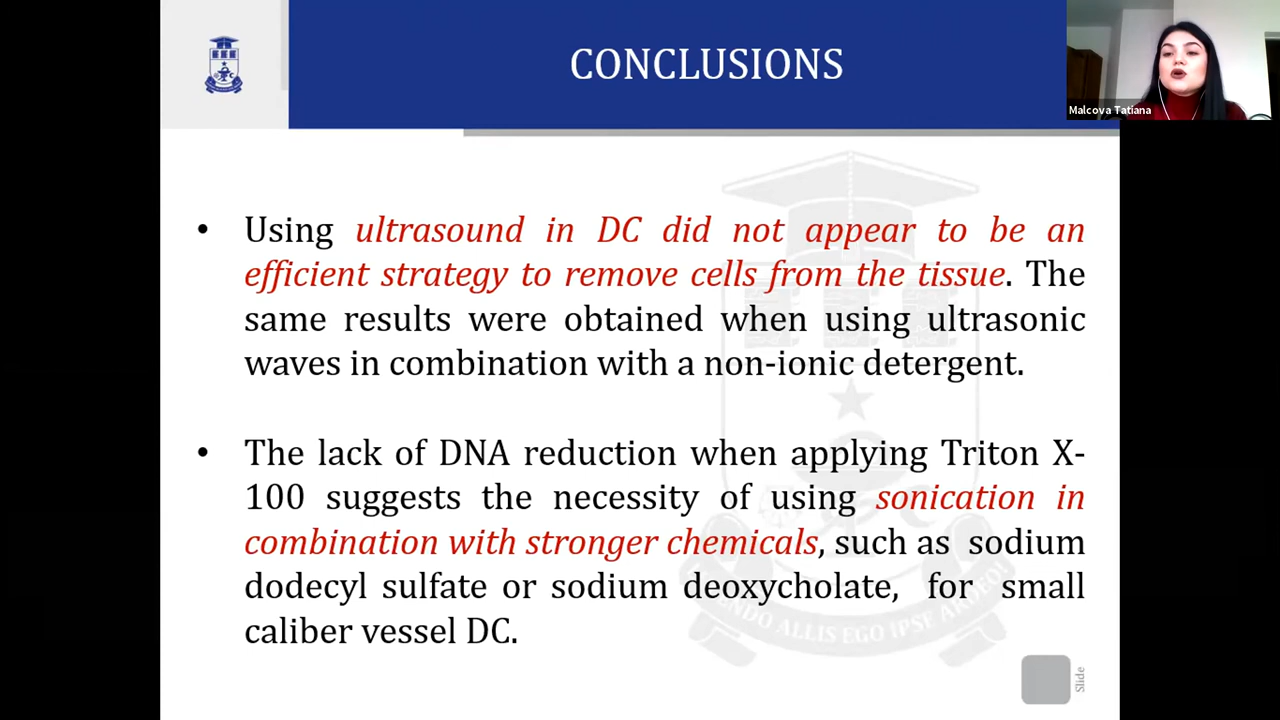 CONCLUSIONS
Malcova Tatiana
• Using ultrasound in DC did not appear to be an
efficient strategy to remove cells from the tissue. The
same results were obtained when using ultrasonic
waves in combination with a non-ionic detergent.
• The lack of DNA reduction when applying Triton X-
100 suggests the necessity of using sonication in
combination with stronger chemicals, such as sodium
dodecyl sulfate or sodium deoxycholate, for small
caliber vessel DC.
ALLIS EGO IPSE
Slide